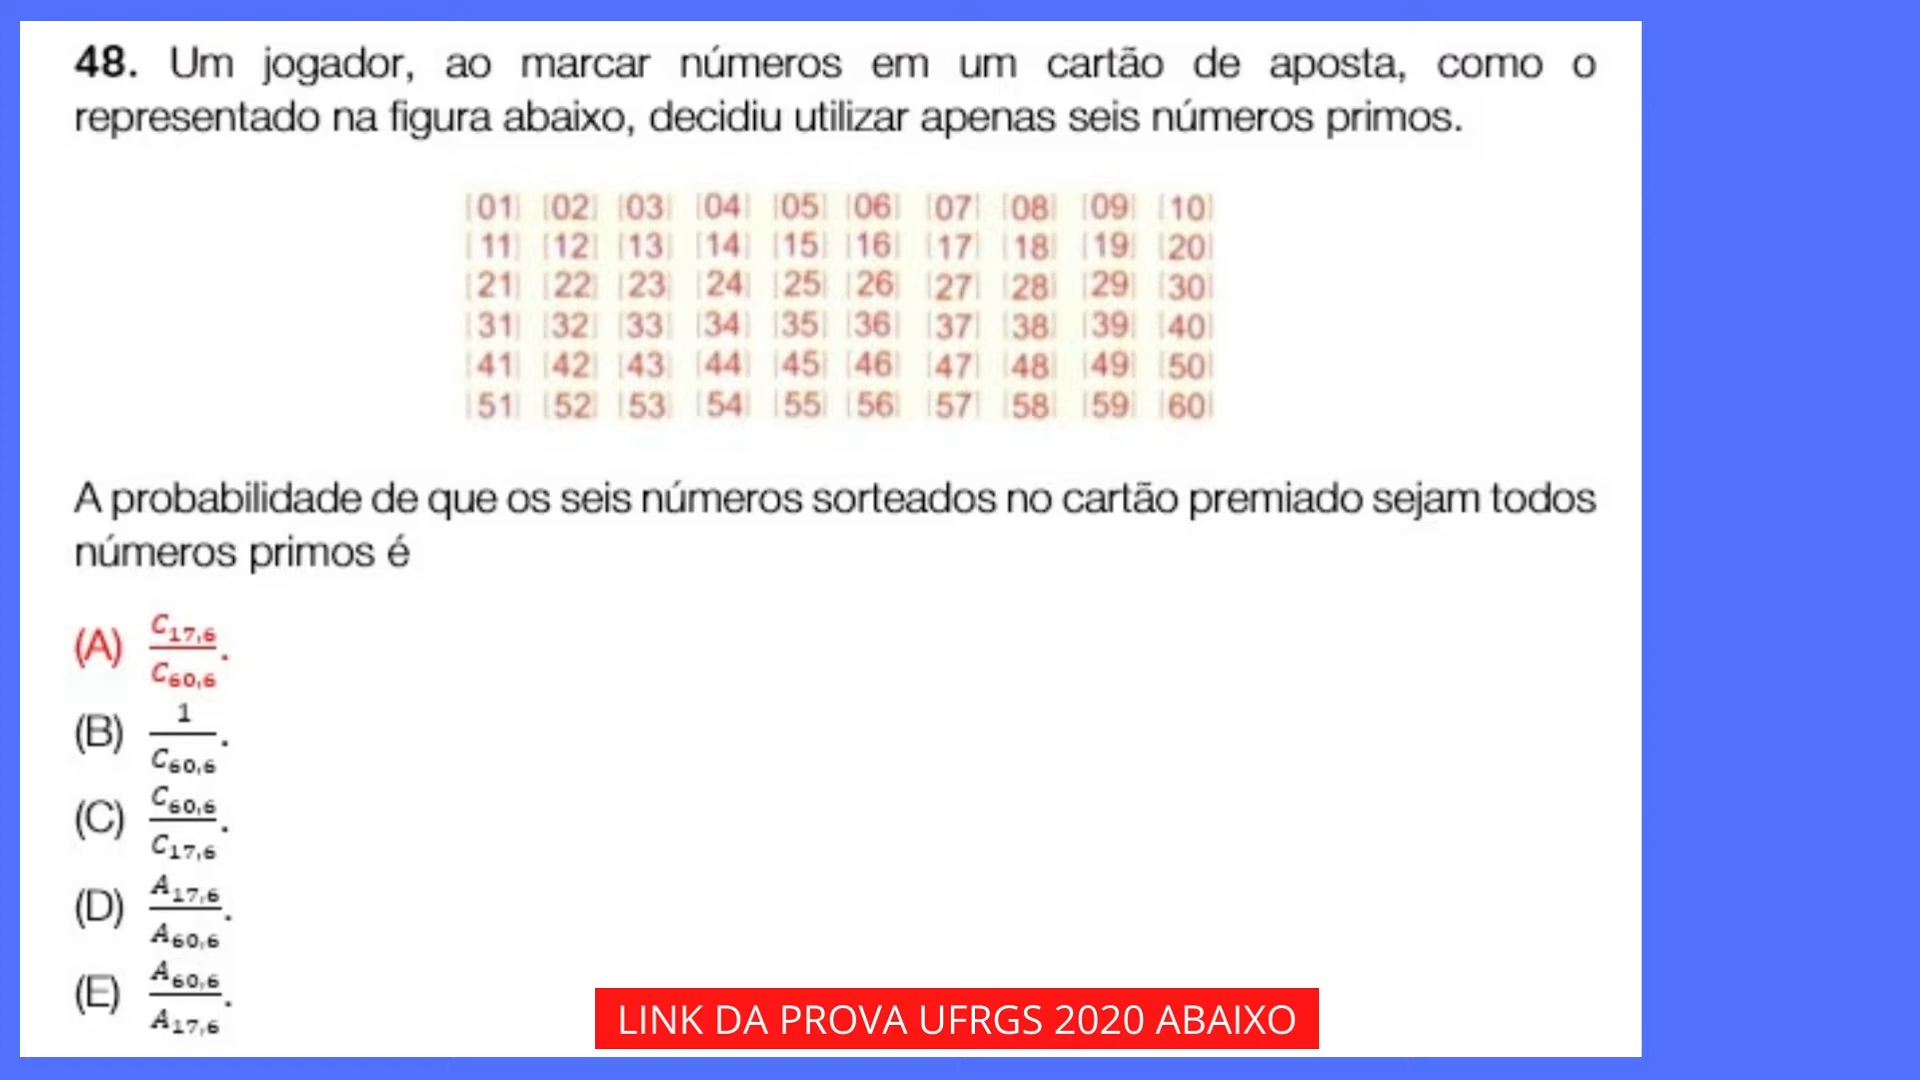 48. Um jogador, ao marcar números em um cartão de aposta, como o
representado na figura abaixo, decidiu utilizar apenas seis números primos.
|01| |02| |03| |04| |05| |06| |07| |08| |09| |10|
|11| |12| |13| |14| |15| |16| |17| |18| |19| |20|
|21| |22| |23| |24| |25| |26| |27| |28| |29| |30|
|31| |32| |33| |34| |35| |36| |37| |38| |39| |40|
|41| |42| |43| |44| |45| |46| |47| |48| |49| |50|
|51| |52| |53| |54| |55| |56| |57| |58| |59| |60|
A probabilidade de que os seis números sorteados no cartão premiado sejam todos
números primos é
(A) C17,6/C60,6.
(B) 1/C60,6.
(C) C60,6/C17,6.
(D) A17,6/A60,6.
(E) A60,6/A17,6.
LINK DA PROVA UFRGS 2020 ABAIXO